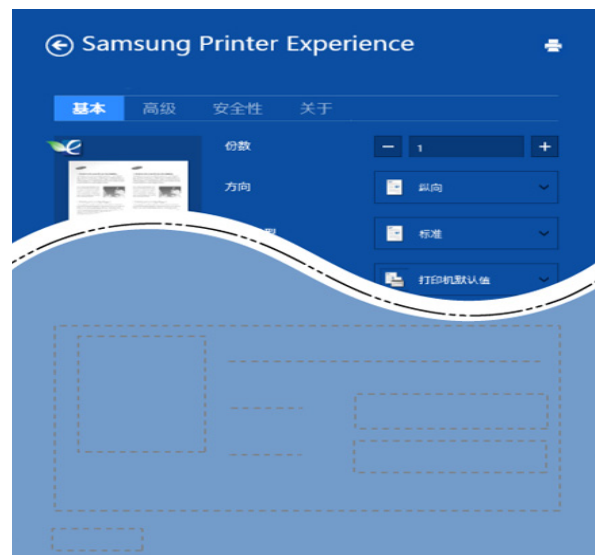 Samsung Printer Experience
基本 高级 安全性 关于
份数 1
方向 纵向
标准
打印机默认值